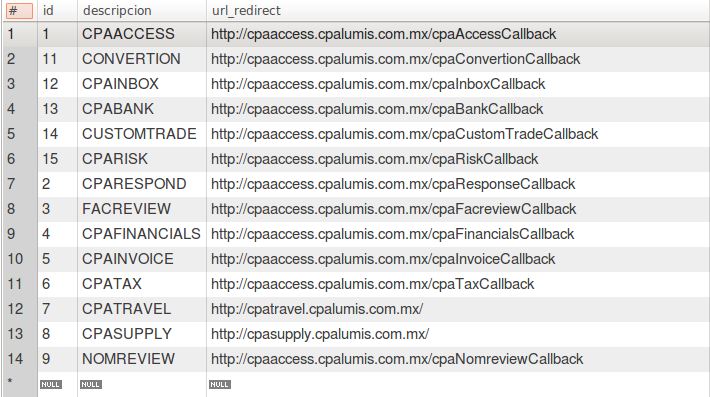 # id descripcion url_redirect
1 1 CPAACCESS http://cpaaccess.cpalumis.com.mx/cpaAccessCallback
2 11 CONVERTION http://cpaaccess.cpalumis.com.mx/cpaConvertionCallback
3 12 CPAINBOX http://cpaaccess.cpalumis.com.mx/cpaInboxCallback
4 13 CPABANK http://cpaaccess.cpalumis.com.mx/cpaBankCallback
5 14 CUSTOMTRADE http://cpaaccess.cpalumis.com.mx/cpaCustomTradeCallback
6 15 CPARISK http://cpaaccess.cpalumis.com.mx/cpaRiskCallback
7 2 CPARESPOND http://cpaaccess.cpalumis.com.mx/cpaResponseCallback
8 3 FACREVIEW http://cpaaccess.cpalumis.com.mx/cpaFacreviewCallback
9 4 CPAFINANCIALS http://cpaaccess.cpalumis.com.mx/cpaFinancialsCallback
10 5 CPAINVOICE http://cpaaccess.cpalumis.com.mx/cpaInvoiceCallback
11 6 CPATAX http://cpaaccess.cpalumis.com.mx/cpaTaxCallback
12 7 CPATRAVEL http://cpatravel.cpalumis.com.mx/
13 8 CPASUPPLY http://cpasupply.cpalumis.com.mx/
14 9 NOMREVIEW http://cpaaccess.cpalumis.com.mx/cpaNomreviewCallback
* NULL NULL NULL